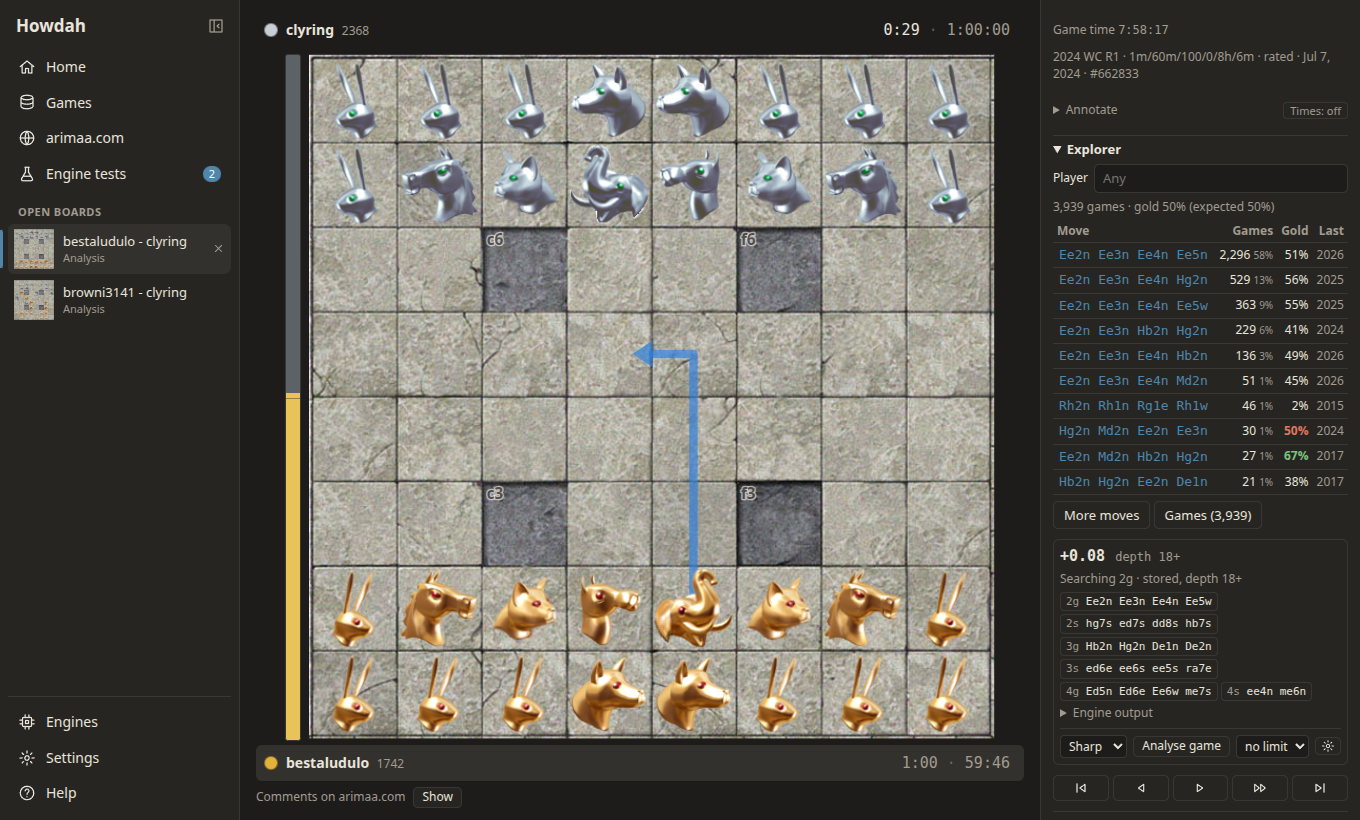 Howdah
Home
Games
arimaa.com
Engine tests 2
OPEN BOARDS
bestaludulo - clyring
Analysis
browni3141 - clyring
Analysis
Engines
Settings
Help
clyring 2368 0:29 · 1:00:00
c6 f6
c3 f3
bestaludulo 1742 1:00 · 59:46
Comments on arimaa.com Show
Game time 7:58:17
2024 WC R1 · 1m/60m/100/0/8h/6m · rated · Jul 7,
2024 · #662833
Annotate Times: off
Explorer
Player Any
3,939 games · gold 50% (expected 50%)
Move Games Gold Last
Ee2n Ee3n Ee4n Ee5n 2,296 58% 51% 2026
Ee2n Ee3n Ee4n Hg2n 529 13% 56% 2025
Ee2n Ee3n Ee4n Ee5w 363 9% 55% 2025
Ee2n Ee3n Hb2n Hg2n 229 6% 41% 2024
Ee2n Ee3n Ee4n Hb2n 136 3% 49% 2026
Ee2n Ee3n Ee4n Md2n 51 1% 45% 2026
Rh2n Rh1n Rg1e Rh1w 46 1% 2% 2015
Hg2n Md2n Ee2n Ee3n 30 1% 50% 2024
Ee2n Md2n Hb2n Hg2n 27 1% 67% 2017
Hb2n Hg2n Ee2n De1n 21 1% 38% 2017
More moves Games (3,939)
+0.08 depth 18+
Searching 2g · stored, depth 18+
2g Ee2n Ee3n Ee4n Ee5w
2s hg7s ed7s dd8s hb7s
3g Hb2n Hg2n De1n De2n
3s ed6e ee6s ee5s ra7e
4g Ed5n Ed6e Ee6w me7s 4s ee4n me6n
Engine output
Sharp Analyse game no limit